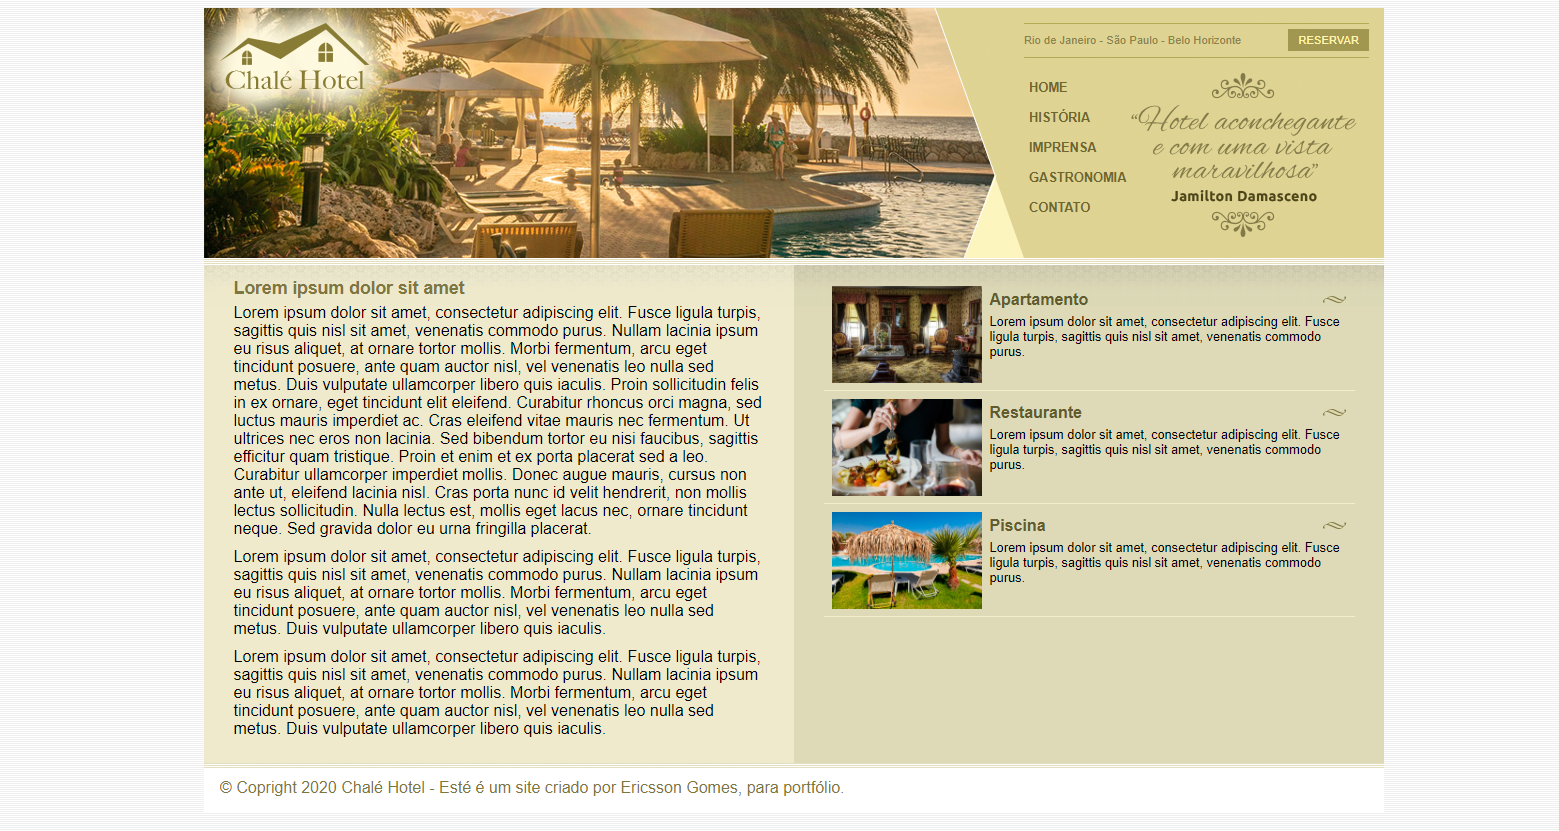 Chalé Hotel
Rio de Janeiro - São Paulo - Belo Horizonte
RESERVAR
HOME
HISTÓRIA
IMPRENSA
GASTRONOMIA
CONTATO
“Hotel aconchegante
e com uma vista
maravilhosa”
Jamilton Damasceno
Lorem ipsum dolor sit amet
Lorem ipsum dolor sit amet, consectetur adipiscing elit. Fusce ligula turpis,
sagittis quis nisl sit amet, venenatis commodo purus. Nullam lacinia ipsum
eu risus aliquet, at ornare tortor mollis. Morbi fermentum, arcu eget
tincidunt posuere, ante quam auctor nisl, vel venenatis leo nulla sed
metus. Duis vulputate ullamcorper libero quis iaculis. Proin sollicitudin felis
in ex ornare, eget tincidunt elit eleifend. Curabitur rhoncus orci magna, sed
luctus mauris imperdiet ac. Cras eleifend vitae mauris nec fermentum. Ut
ultrices nec eros non lacinia. Sed bibendum tortor eu nisi faucibus, sagittis
efficitur quam tristique. Proin et enim et ex porta placerat sed a leo.
Curabitur ullamcorper imperdiet mollis. Donec augue mauris, cursus non
ante ut, eleifend lacinia nisl. Cras porta nunc id velit hendrerit, non mollis
lectus sollicitudin. Nulla lectus est, mollis eget lacus nec, ornare tincidunt
neque. Sed gravida dolor eu urna fringilla placerat.
Lorem ipsum dolor sit amet, consectetur adipiscing elit. Fusce ligula turpis,
sagittis quis nisl sit amet, venenatis commodo purus. Nullam lacinia ipsum
eu risus aliquet, at ornare tortor mollis. Morbi fermentum, arcu eget
tincidunt posuere, ante quam auctor nisl, vel venenatis leo nulla sed
metus. Duis vulputate ullamcorper libero quis iaculis.
Lorem ipsum dolor sit amet, consectetur adipiscing elit. Fusce ligula turpis,
sagittis quis nisl sit amet, venenatis commodo purus. Nullam lacinia ipsum
eu risus aliquet, at ornare tortor mollis. Morbi fermentum, arcu eget
tincidunt posuere, ante quam auctor nisl, vel venenatis leo nulla sed
metus. Duis vulputate ullamcorper libero quis iaculis.
Apartamento
Lorem ipsum dolor sit amet, consectetur adipiscing elit. Fusce
ligula turpis, sagittis quis nisl sit amet, venenatis commodo
purus.
Restaurante
Lorem ipsum dolor sit amet, consectetur adipiscing elit. Fusce
ligula turpis, sagittis quis nisl sit amet, venenatis commodo
purus.
Piscina
Lorem ipsum dolor sit amet, consectetur adipiscing elit. Fusce
ligula turpis, sagittis quis nisl sit amet, venenatis commodo
purus.
© Copright 2020 Chalé Hotel - Esté é um site criado por Ericsson Gomes, para portfólio.